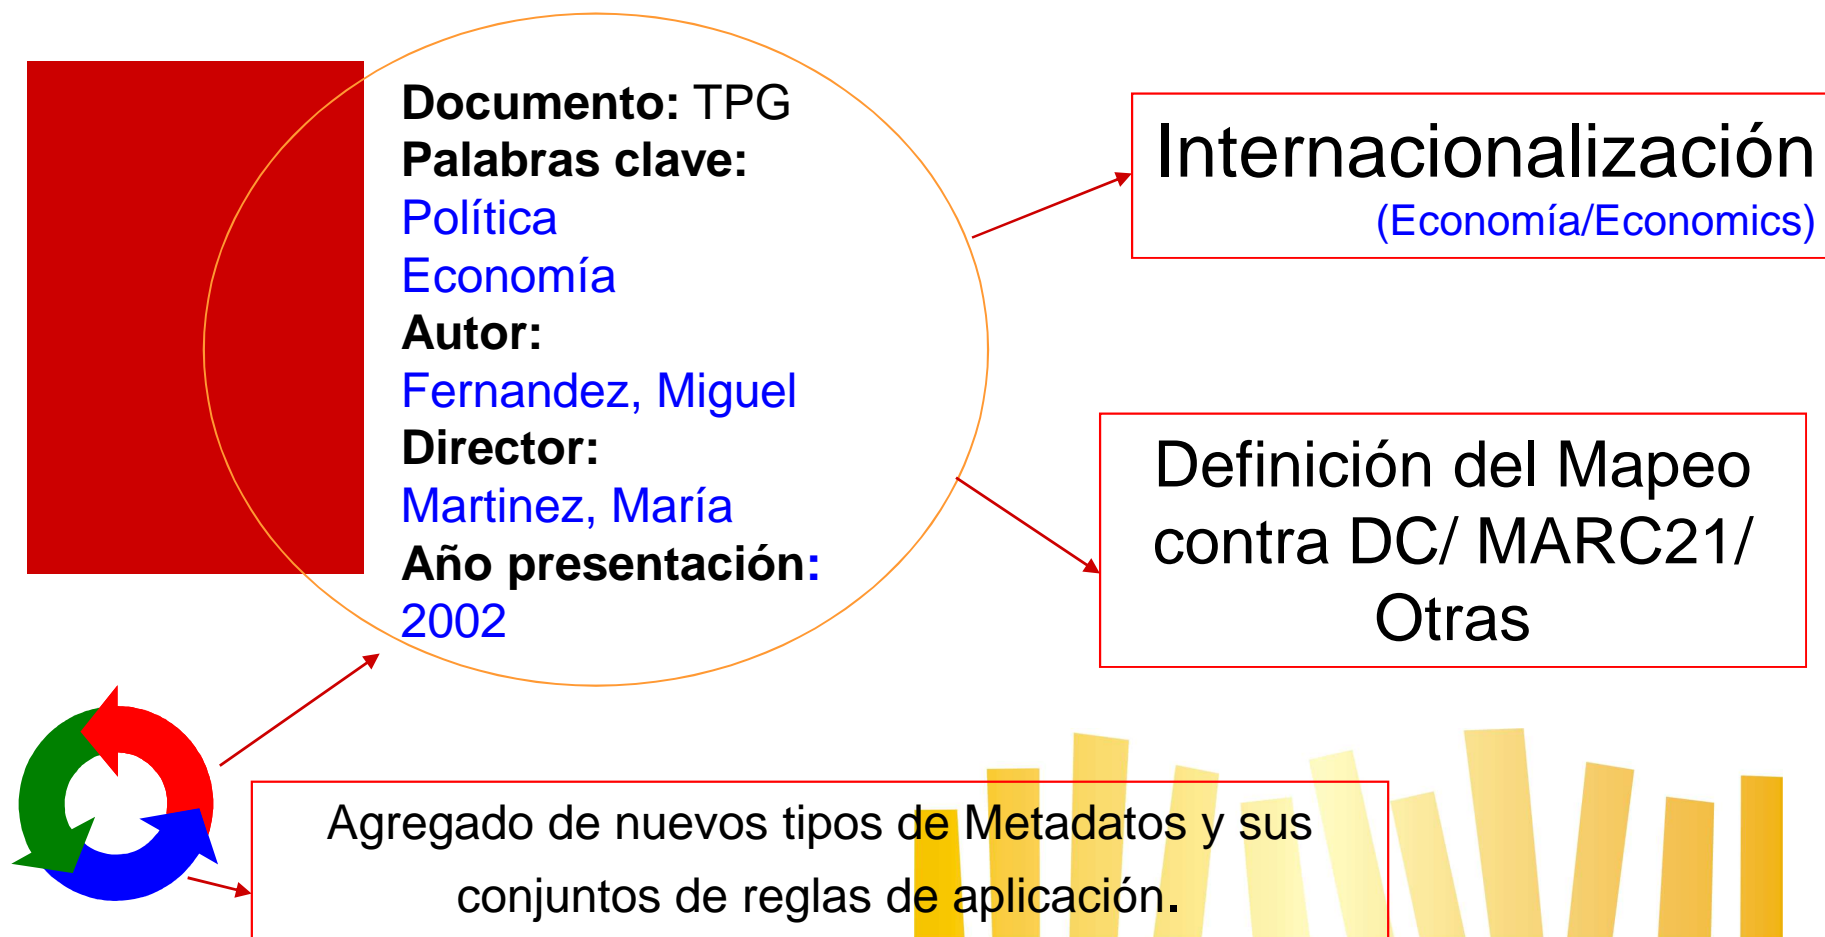 Documento: TPG
Palabras clave:
Política
Economía
Autor:
Fernandez, Miguel
Director:
Martinez, María
Año presentación:
2002
Internacionalización
(Economía/Economics)
Definición del Mapeo
contra DC/ MARC21/
Otras
Agregado de nuevos tipos de Metadatos y sus
conjuntos de reglas de aplicación.